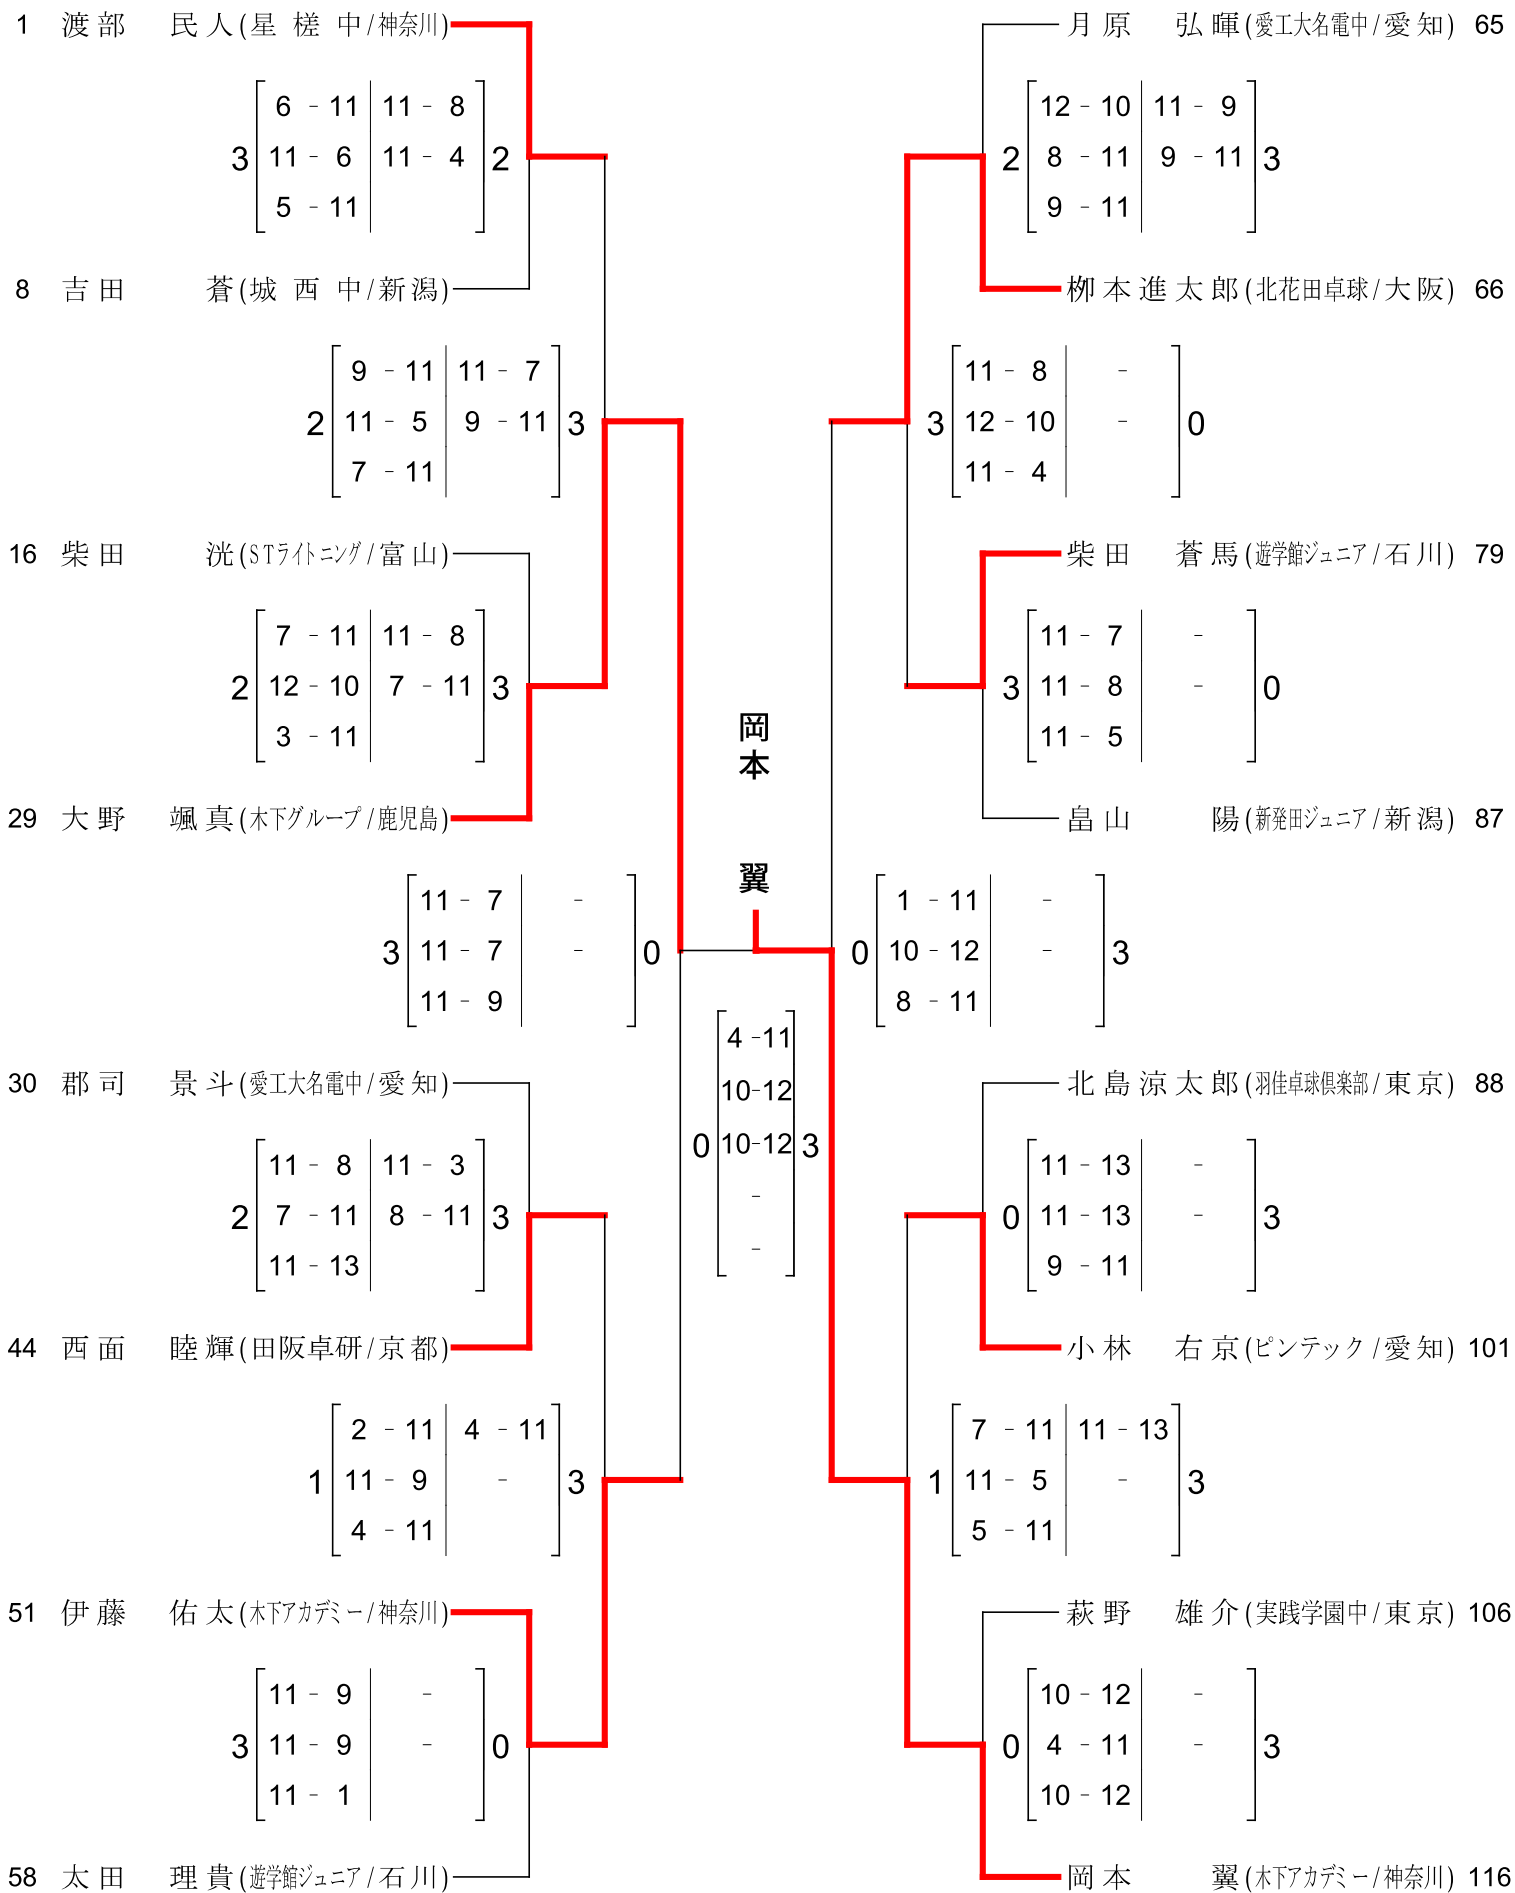 1 渡部 民人(星槎中/神奈川)
6 - 11 11 - 8
3 11 - 6 11 - 4 2
5 - 11
8 吉田 蒼(城西中/新潟)
9 - 11 11 - 7
2 11 - 5 9 - 11 3
7 - 11
16 柴田 洸(STライトニング/富山)
7 - 11 11 - 8
2 12 - 10 7 - 11 3
3 - 11
29 大野 颯真(木下グループ/鹿児島)
11 - 7 -
3 11 - 7 - 0
11 - 9
30 郡司 景斗(愛工大名電中/愛知)
11 - 8 11 - 3
2 7 - 11 8 - 11 3
11 - 13
44 西面 睦輝(田阪卓研/京都)
2 - 11 4 - 11
1 11 - 9 - 3
4 - 11
51 伊藤 佑太(木下アカデミー/神奈川)
11 - 9 -
3 11 - 9 - 0
11 - 1
58 太田 理貴(遊学館ジュニア/石川)
岡本 翼
4 -11
10-12
0 10-12 3
-
-
月原 弘暉(愛工大名電中/愛知) 65
12 - 10 11 - 9
2 8 - 11 9 - 11 3
9 - 11
栁本進太郎(北花田卓球/大阪) 66
11 - 8 -
3 12 - 10 - 0
11 - 4
柴田 蒼馬(遊学館ジュニア/石川) 79
11 - 7 -
3 11 - 8 - 0
11 - 5
畠山 陽(新発田ジュニア/新潟) 87
1 - 11 -
0 10 - 12 - 3
8 - 11
北島涼太郎(羽佳卓球倶楽部/東京) 88
11 - 13 -
0 11 - 13 - 3
9 - 11
小林 右京(ピンテック/愛知) 101
7 - 11 11 - 13
1 11 - 5 - 3
5 - 11
萩野 雄介(実践学園中/東京) 106
10 - 12 -
0 4 - 11 - 3
10 - 12
岡本 翼(木下アカデミー/神奈川) 116